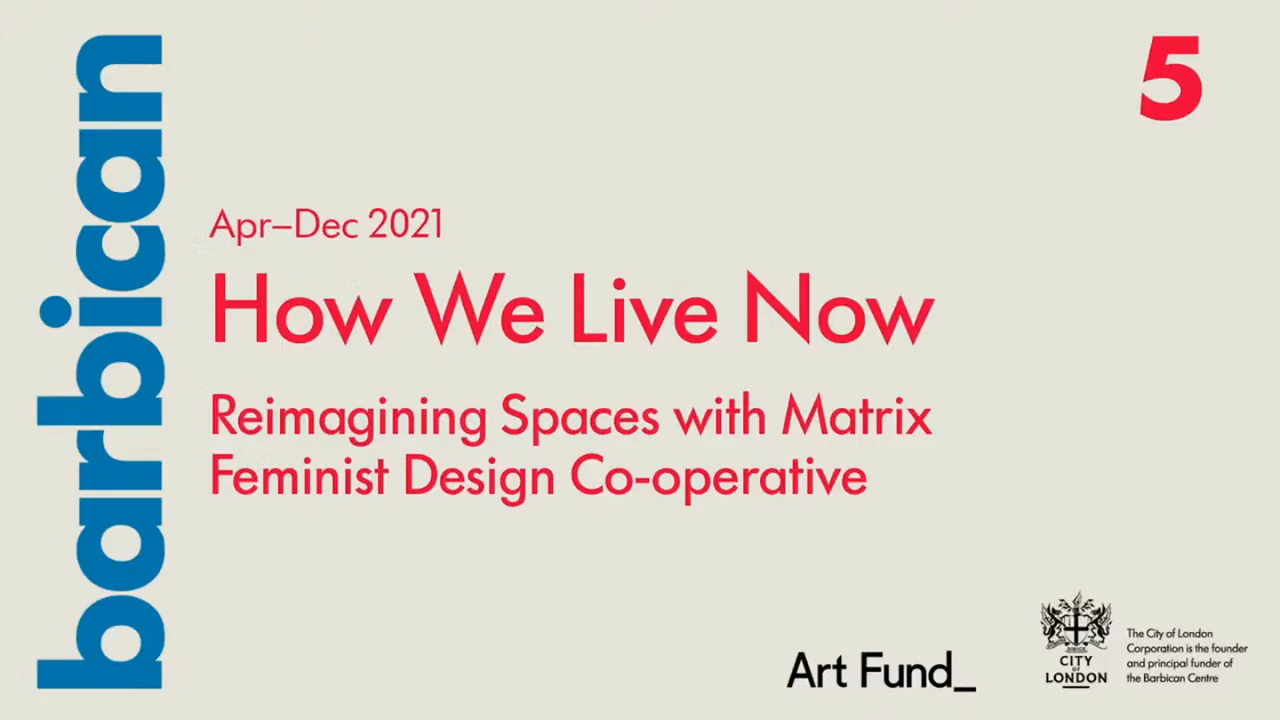 barbican
5
Apr–Dec 2021
How We Live Now
Reimagining Spaces with Matrix
Feminist Design Co-operative
Art Fund_
CITY
OF
LONDON
The City of London
Corporation is the founder
and principal funder of
the Barbican Centre